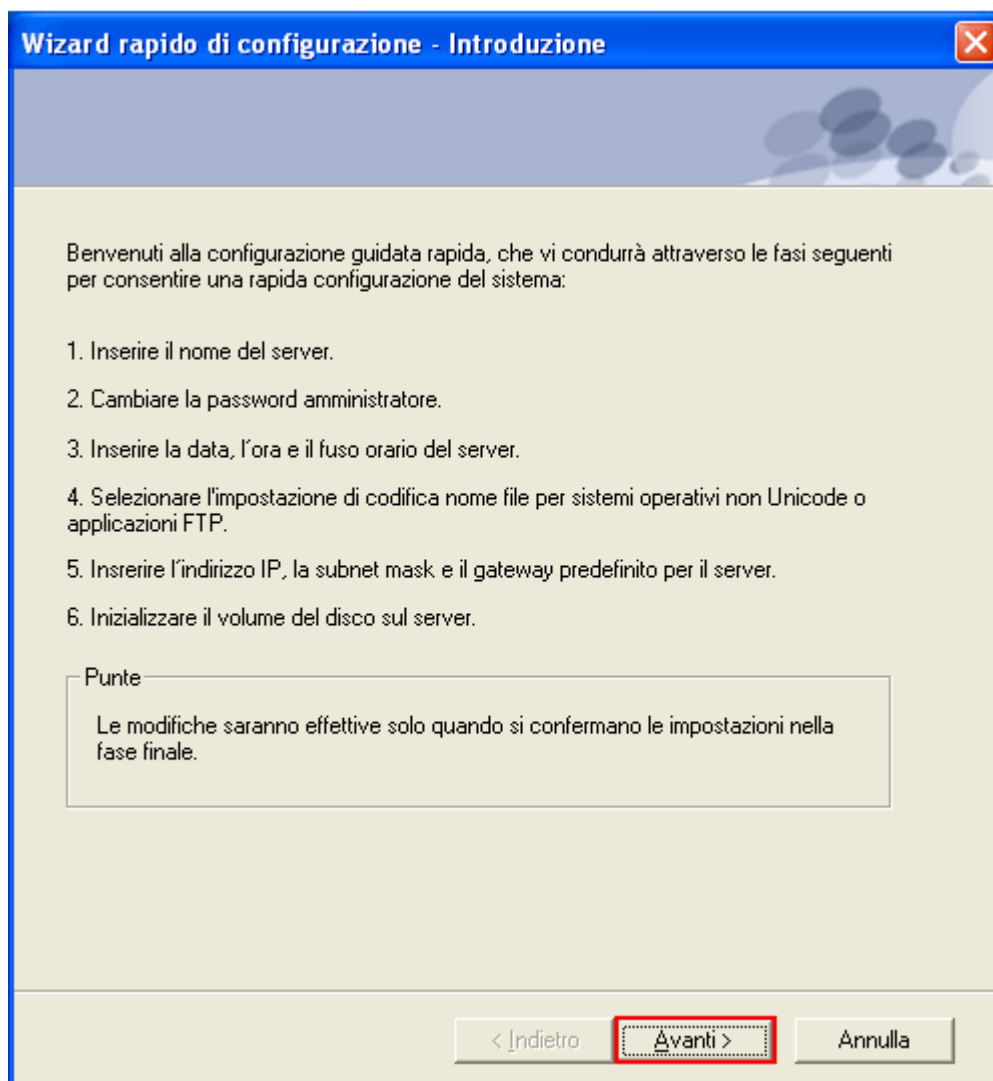 Wizard rapido di configurazione - Introduzione
Benvenuti alla configurazione guidata rapida, che vi condurrà attraverso le fasi seguenti
per consentire una rapida configurazione del sistema:
1. Inserire il nome del server.
2. Cambiare la password amministratore.
3. Inserire la data, l´ora e il fuso orario del server.
4. Selezionare l'impostazione di codifica nome file per sistemi operativi non Unicode o
applicazioni FTP.
5. Insrerire l´indirizzo IP, la subnet mask e il gateway predefinito per il server.
6. Inizializzare il volume del disco sul server.
Punte
Le modifiche saranno effettive solo quando si confermano le impostazioni nella
fase finale.
< Indietro Avanti > Annulla